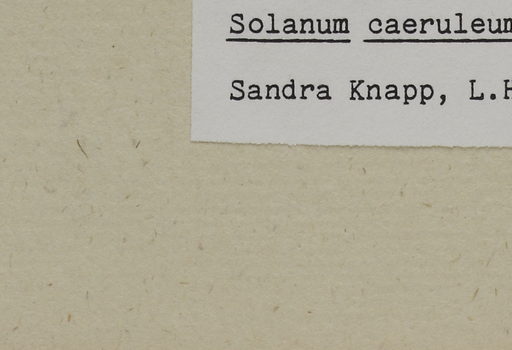 Solanum caeruleum
Sandra Knapp, L.H